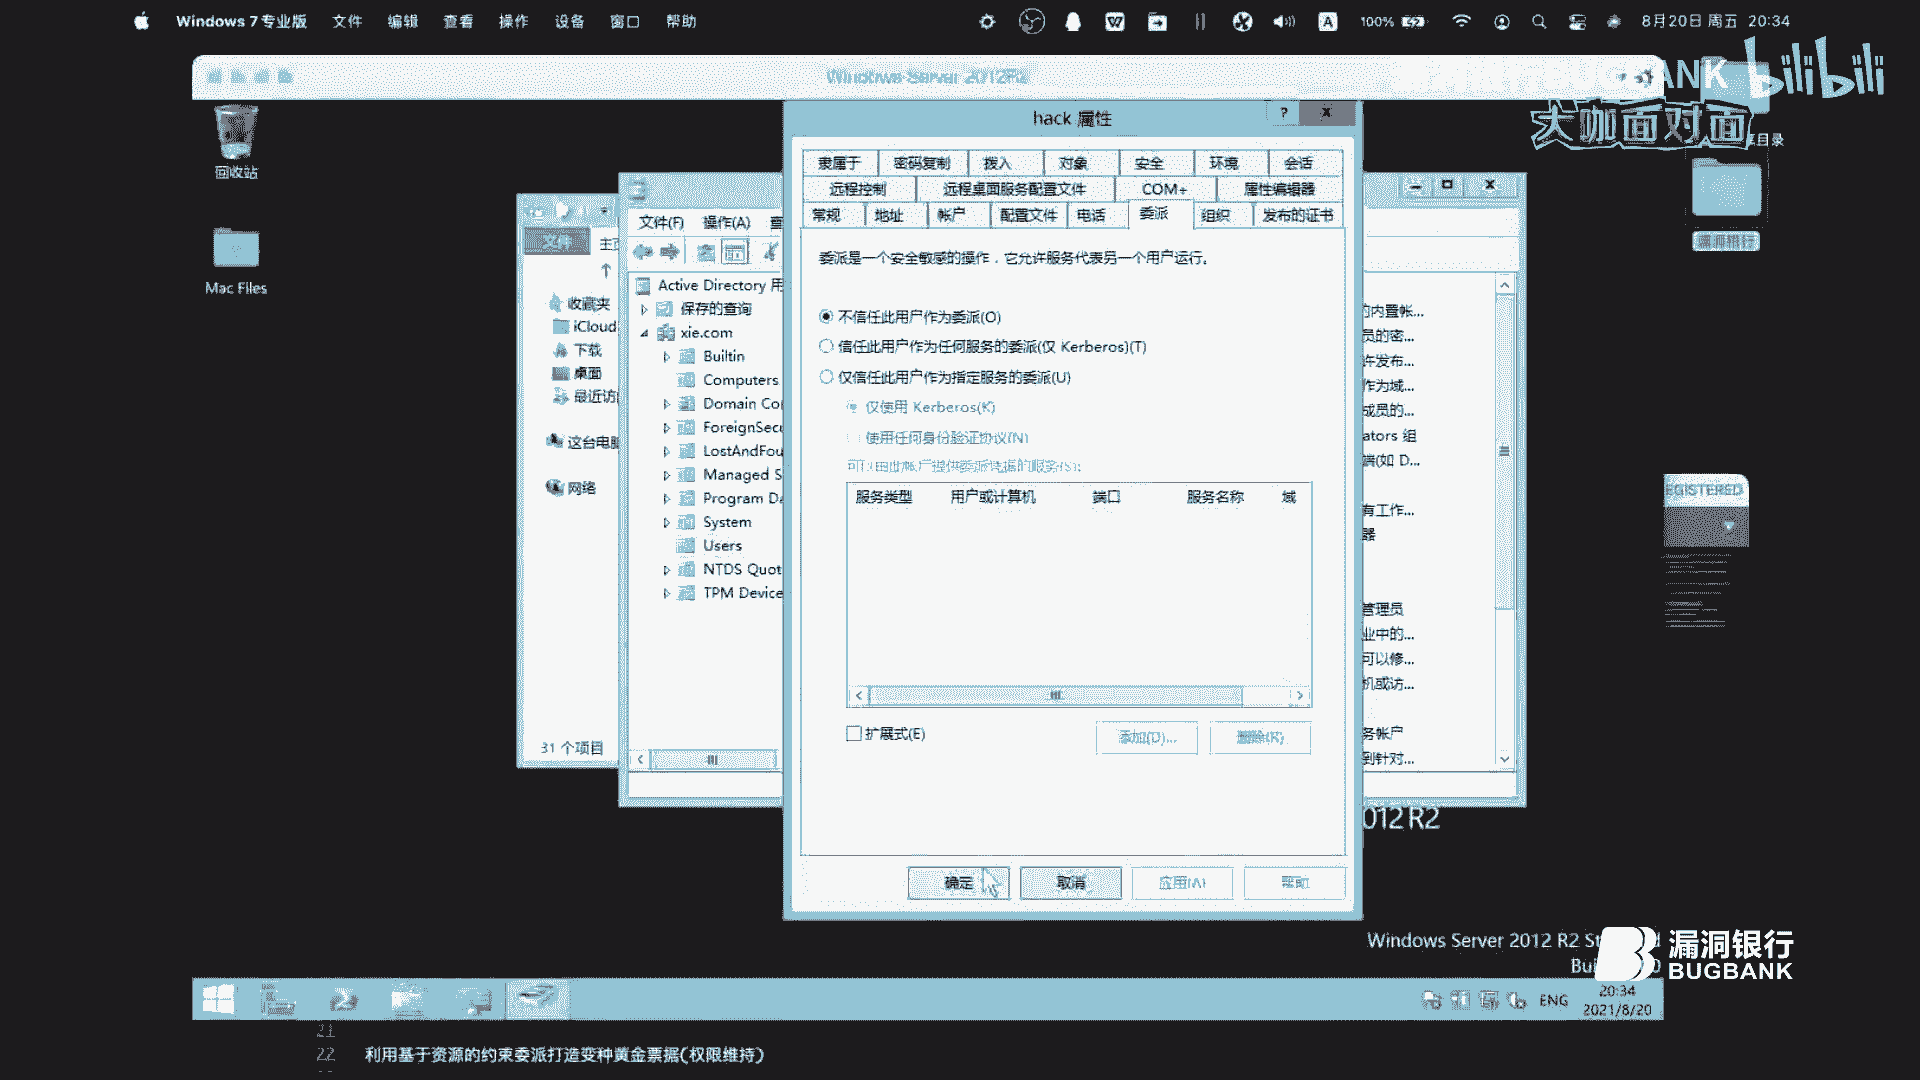 Windows 7 专业版 文件 编辑 查看 操作 设备 窗口 帮助
A 100% 8月20日 周五 20:34
Windows Server 2012R2
ANK bilibili
大咖面对面
目录
回收站
Mac Files
漏洞银行
文件
收藏夹
iCloud
下载
桌面
最近访
这台电脑
网络
31 个项目
文件(F) 操作(A)
Active Directory 用
保存的查询
xie.com
Builtin
Computers
Domain Co
ForeignSecu
LostAndFou
Managed S
Program Da
System
Users
NTDS Quot
TPM Device
hack 属性
? x
隶属于 密码复制 拨入 对象 安全 环境 会话
远程控制 远程桌面服务配置文件 COM+ 属性编辑器
常规 地址 帐户 配置文件 电话 委派 组织 发布的证书
委派是一个安全敏感的操作，它允许服务代表另一个用户运行。
不信任此用户作为委派(O)
信任此用户作为任何服务的委派(仅 Kerberos)(T)
仅信任此用户作为指定服务的委派(U)
仅使用 Kerberos(K)
使用任何身份验证协议(N)
可以由此帐户提供委派凭据的服务(S):
服务类型 用户或计算机 端口 服务名称 域
扩展式(E)
添加(D)... 删除(R)
确定 取消 应用(A) 帮助
的内置帐...
员的密...
许发布...
作为域...
成员的...
ators 组
端(如 D...
有工作...
器
管理员
业中的...
可以修...
机或访...
务帐户
到针对...
EGISTERED
012 R2
Windows Server 2012 R2 St
漏洞银行
BUGBANK
ENG
20:34
2021/8/20
21
22 利用基于资源的约束委派打造变种黄金票据(权限维持)